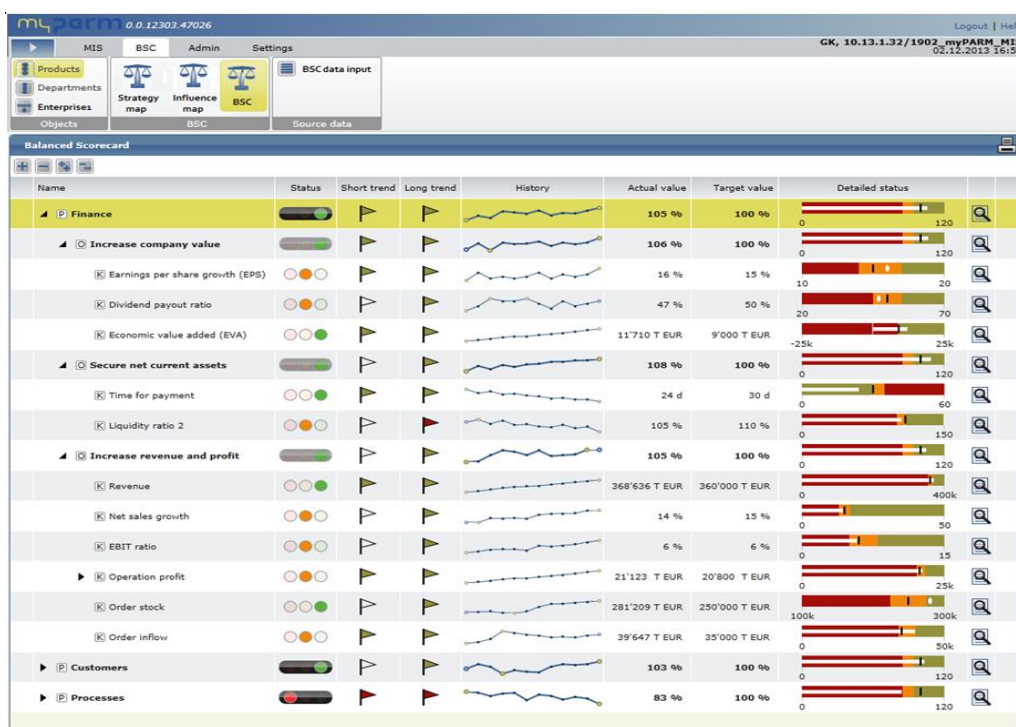 myparm 0.0.12303.47026
Logout | Hel
MIS BSC Admin Settings
GK, 10.13.1.32/1902_myPARM_MIS
02.12.2013 16:5
Products
Departments
Enterprises
Objects
Strategy map
Influence map
BSC
BSC
BSC data input
Source data
Balanced Scorecard
Name Status Short trend Long trend History Actual value Target value Detailed status
P Finance 105 % 100 % 0 120
O Increase company value 106 % 100 % 0 120
K Earnings per share growth (EPS) 16 % 15 % 10 20
K Dividend payout ratio 47 % 50 % 20 70
K Economic value added (EVA) 11'710 T EUR 9'000 T EUR -25k 25k
O Secure net current assets 108 % 100 % 0 120
K Time for payment 24 d 30 d 0 60
K Liquidity ratio 2 105 % 110 % 0 150
O Increase revenue and profit 105 % 100 % 0 120
K Revenue 368'636 T EUR 360'000 T EUR 0 400k
K Net sales growth 14 % 15 % 0 50
K EBIT ratio 6 % 6 % 0 15
K Operation profit 21'123 T EUR 20'800 T EUR 0 25k
K Order stock 281'209 T EUR 250'000 T EUR 100k 300k
K Order inflow 39'647 T EUR 35'000 T EUR 0 50k
P Customers 103 % 100 % 0 120
P Processes 83 % 100 % 0 120